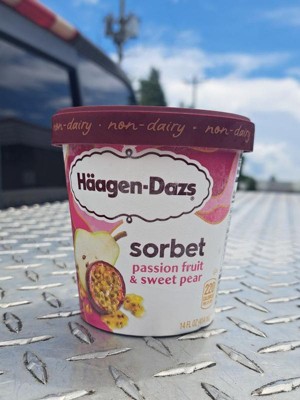 non-dairy · non-dairy · non-dairy
Häagen-Dazs®
sorbet
passion fruit
& sweet pear